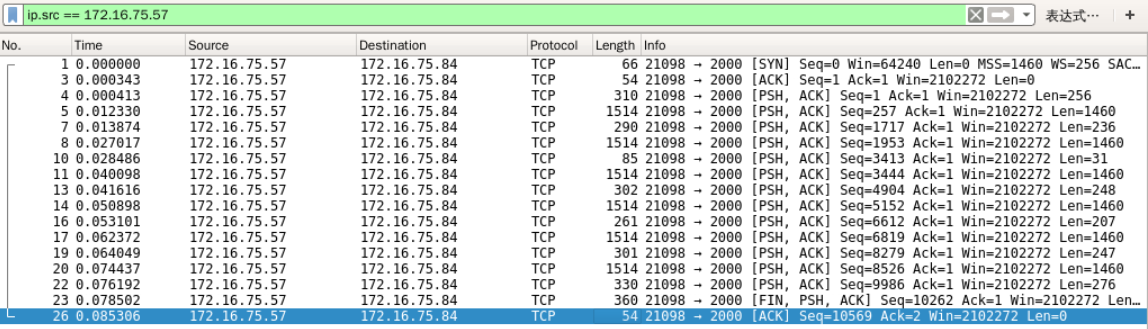 ip.src == 172.16.75.57 表达式… +
No. Time Source Destination Protocol Length Info
1 0.000000 172.16.75.57 172.16.75.84 TCP 66 21098 → 2000 [SYN] Seq=0 Win=64240 Len=0 MSS=1460 WS=256 SAC…
3 0.000343 172.16.75.57 172.16.75.84 TCP 54 21098 → 2000 [ACK] Seq=1 Ack=1 Win=2102272 Len=0
4 0.000413 172.16.75.57 172.16.75.84 TCP 310 21098 → 2000 [PSH, ACK] Seq=1 Ack=1 Win=2102272 Len=256
5 0.012330 172.16.75.57 172.16.75.84 TCP 1514 21098 → 2000 [PSH, ACK] Seq=257 Ack=1 Win=2102272 Len=1460
7 0.013874 172.16.75.57 172.16.75.84 TCP 290 21098 → 2000 [PSH, ACK] Seq=1717 Ack=1 Win=2102272 Len=236
8 0.027017 172.16.75.57 172.16.75.84 TCP 1514 21098 → 2000 [PSH, ACK] Seq=1953 Ack=1 Win=2102272 Len=1460
10 0.028486 172.16.75.57 172.16.75.84 TCP 85 21098 → 2000 [PSH, ACK] Seq=3413 Ack=1 Win=2102272 Len=31
11 0.040098 172.16.75.57 172.16.75.84 TCP 1514 21098 → 2000 [PSH, ACK] Seq=3444 Ack=1 Win=2102272 Len=1460
13 0.041616 172.16.75.57 172.16.75.84 TCP 302 21098 → 2000 [PSH, ACK] Seq=4904 Ack=1 Win=2102272 Len=248
14 0.050898 172.16.75.57 172.16.75.84 TCP 1514 21098 → 2000 [PSH, ACK] Seq=5152 Ack=1 Win=2102272 Len=1460
16 0.053101 172.16.75.57 172.16.75.84 TCP 261 21098 → 2000 [PSH, ACK] Seq=6612 Ack=1 Win=2102272 Len=207
17 0.062372 172.16.75.57 172.16.75.84 TCP 1514 21098 → 2000 [PSH, ACK] Seq=6819 Ack=1 Win=2102272 Len=1460
19 0.064049 172.16.75.57 172.16.75.84 TCP 301 21098 → 2000 [PSH, ACK] Seq=8279 Ack=1 Win=2102272 Len=247
20 0.074437 172.16.75.57 172.16.75.84 TCP 1514 21098 → 2000 [PSH, ACK] Seq=8526 Ack=1 Win=2102272 Len=1460
22 0.076192 172.16.75.57 172.16.75.84 TCP 330 21098 → 2000 [PSH, ACK] Seq=9986 Ack=1 Win=2102272 Len=276
23 0.078502 172.16.75.57 172.16.75.84 TCP 360 21098 → 2000 [FIN, PSH, ACK] Seq=10262 Ack=1 Win=2102272 Len…
26 0.085306 172.16.75.57 172.16.75.84 TCP 54 21098 → 2000 [ACK] Seq=10569 Ack=2 Win=2102272 Len=0